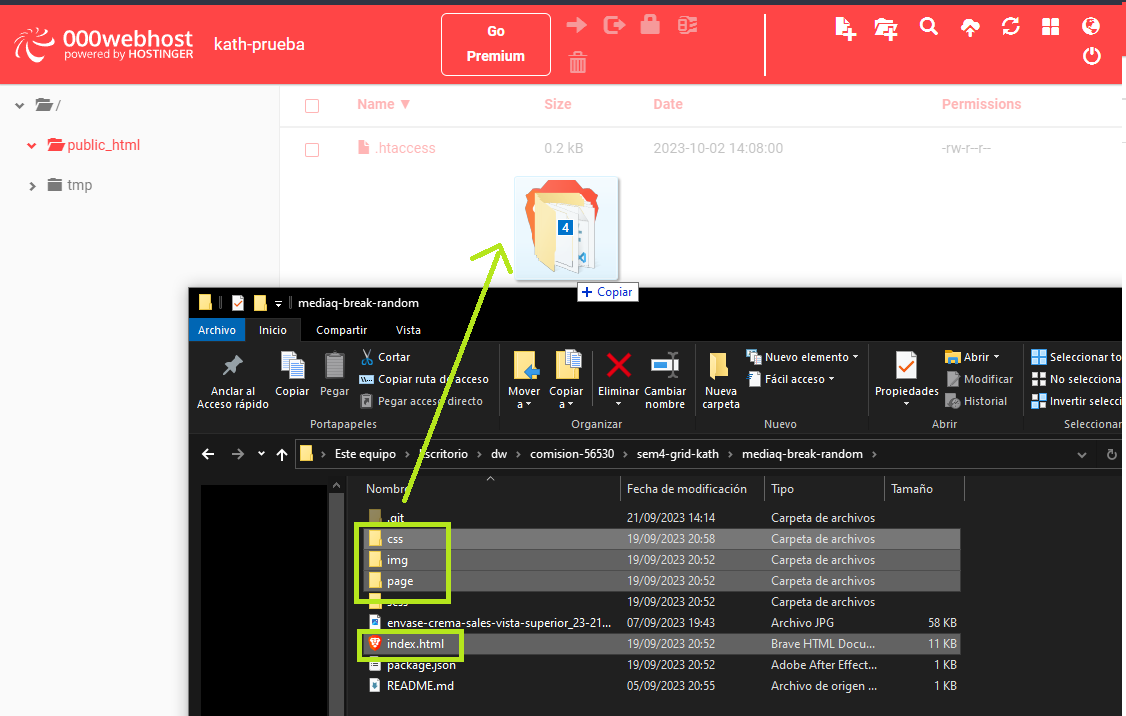 000webhost
powered by HOSTINGER
kath-prueba
Go
Premium
/
public_html
tmp
Name ▼ Size Date Permissions
.htaccess 0.2 kB 2023-10-02 14:08:00 -rw-r--r--
4
+ Copiar
mediaq-break-random
Archivo Inicio Compartir Vista
Anclar al
Acceso rápido
Copiar
Pegar
Cortar
Copiar ruta de acceso
Pegar acceso directo
Portapapeles
Mover
a
Copiar
a
Eliminar
Cambiar
nombre
Organizar
Nueva
carpeta
Nuevo elemento
Fácil acceso
Nuevo
Propiedades
Abrir
Modificar
Historial
Abrir
Seleccionar to
No selecciona
Invertir selecci
Seleccionar
Este equipo › Escritorio › dw › comision-56530 › sem4-grid-kath › mediaq-break-random ›
Nombre Fecha de modificación Tipo Tamaño
.git 21/09/2023 14:14 Carpeta de archivos
css 19/09/2023 20:58 Carpeta de archivos
img 19/09/2023 20:52 Carpeta de archivos
page 19/09/2023 20:52 Carpeta de archivos
scss 19/09/2023 20:52 Carpeta de archivos
envase-crema-sales-vista-superior_23-21... 07/09/2023 19:43 Archivo JPG 58 KB
index.html 19/09/2023 20:52 Brave HTML Docu... 11 KB
package.json 19/09/2023 20:52 Adobe After Effect... 1 KB
README.md 05/09/2023 20:55 Archivo de origen ... 1 KB